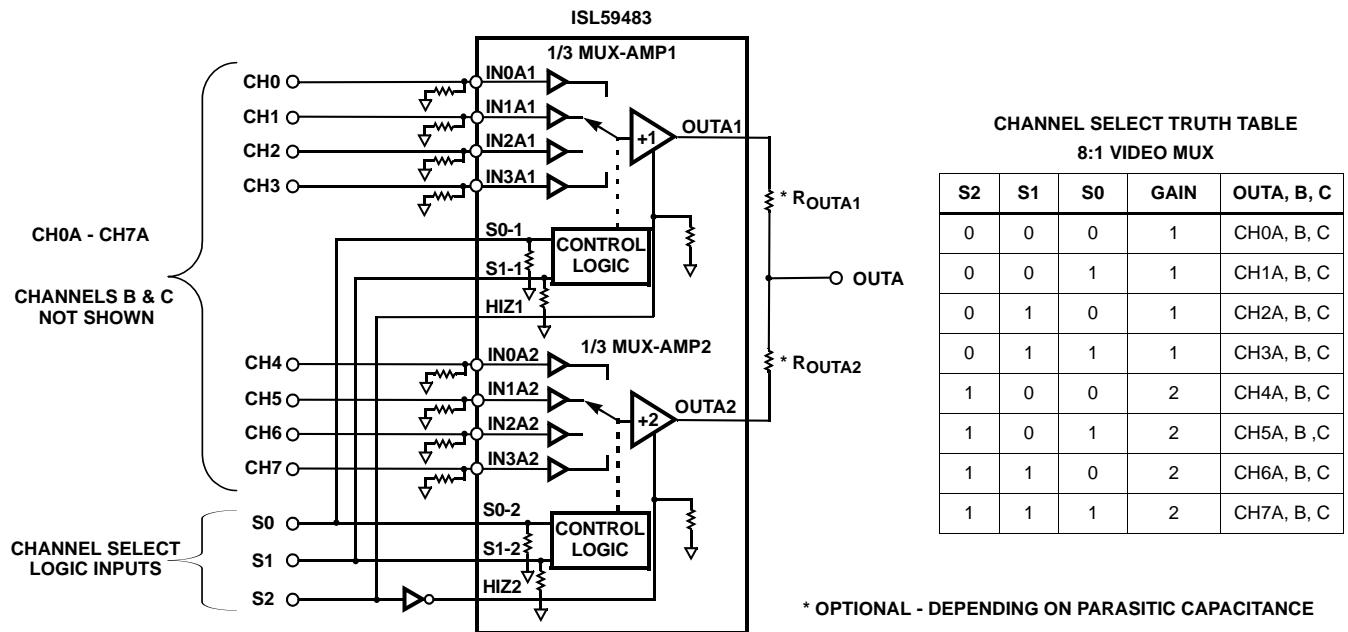 ISL59483
1/3 MUX-AMP1
CH0
IN0A1
CH1
IN1A1
CH2
IN2A1
CH3
IN3A1
+1
OUTA1
* ROUTA1
CH0A - CH7A
CHANNELS B & C
NOT SHOWN
S0-1
CONTROL
LOGIC
S1-1
HIZ1
OUTA
1/3 MUX-AMP2
CH4
IN0A2
CH5
IN1A2
CH6
IN2A2
CH7
IN3A2
+2
OUTA2
* ROUTA2
CHANNEL SELECT
LOGIC INPUTS
S0
S0-2
CONTROL
LOGIC
S1
S1-2
S2
HIZ2
CHANNEL SELECT TRUTH TABLE
8:1 VIDEO MUX
S2 S1 S0 GAIN OUTA, B, C
0 0 0 1 CH0A, B, C
0 0 1 1 CH1A, B, C
0 1 0 1 CH2A, B, C
0 1 1 1 CH3A, B, C
1 0 0 2 CH4A, B, C
1 0 1 2 CH5A, B ,C
1 1 0 2 CH6A, B, C
1 1 1 2 CH7A, B, C
* OPTIONAL - DEPENDING ON PARASITIC CAPACITANCE